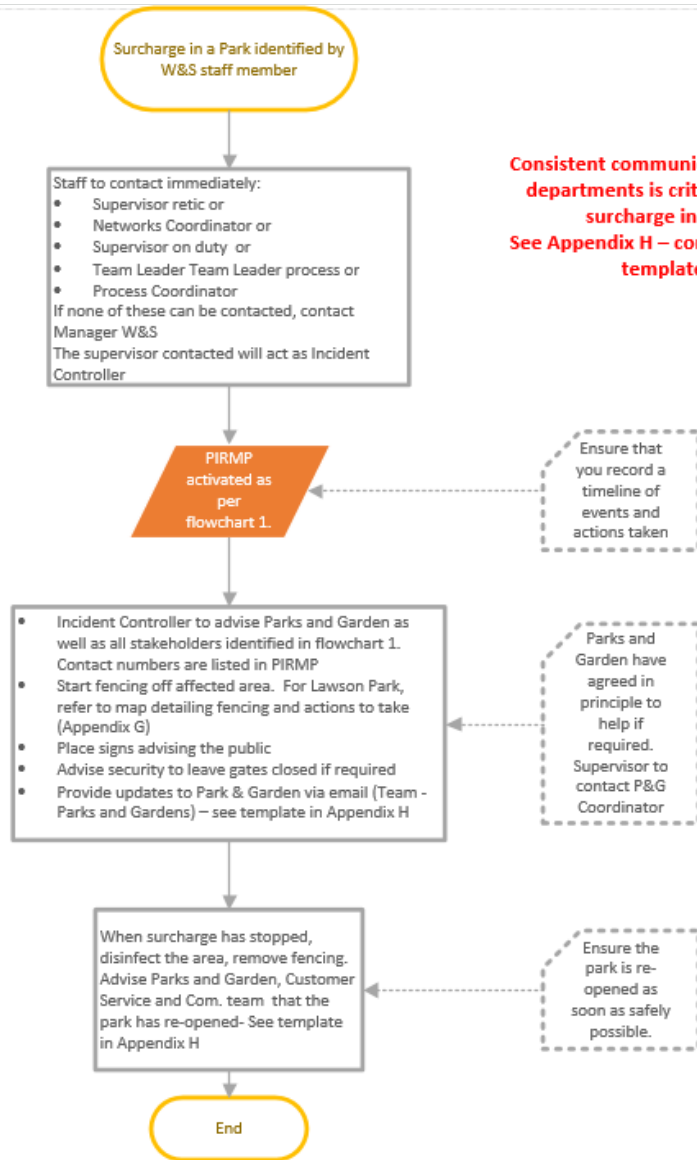 Surcharge in a Park identified by
W&S staff member
Staff to contact immediately:
• Supervisor retic or
• Networks Coordinator or
• Supervisor on duty or
• Team Leader Team Leader process or
• Process Coordinator
If none of these can be contacted, contact
Manager W&S
The supervisor contacted will act as Incident
Controller
Consistent
departments is
surcharge in
See Appendix H –
PIRMP
activated as
per
flowchart 1.
Ensure that
you record a
timeline of
events and
actions taken
• Incident Controller to advise Parks and Garden as
well as all stakeholders identified in flowchart 1.
Contact numbers are listed in PIRMP
• Start fencing off affected area. For Lawson Park,
refer to map detailing fencing and actions to take
(Appendix G)
• Place signs advising the public
• Advise security to leave gates closed if required
• Provide updates to Park & Garden via email (Team -
Parks and Gardens) – see template in Appendix H
Parks and
Garden have
agreed in
principle to
help if
required.
Supervisor to
contact P&G
Coordinator
When surcharge has stopped,
disinfect the area, remove fencing.
Advise Parks and Garden, Customer
Service and Com. team that the
park has re-opened- See template
in Appendix H
Ensure the
park is re-
opened as
soon as safely
possible.
End